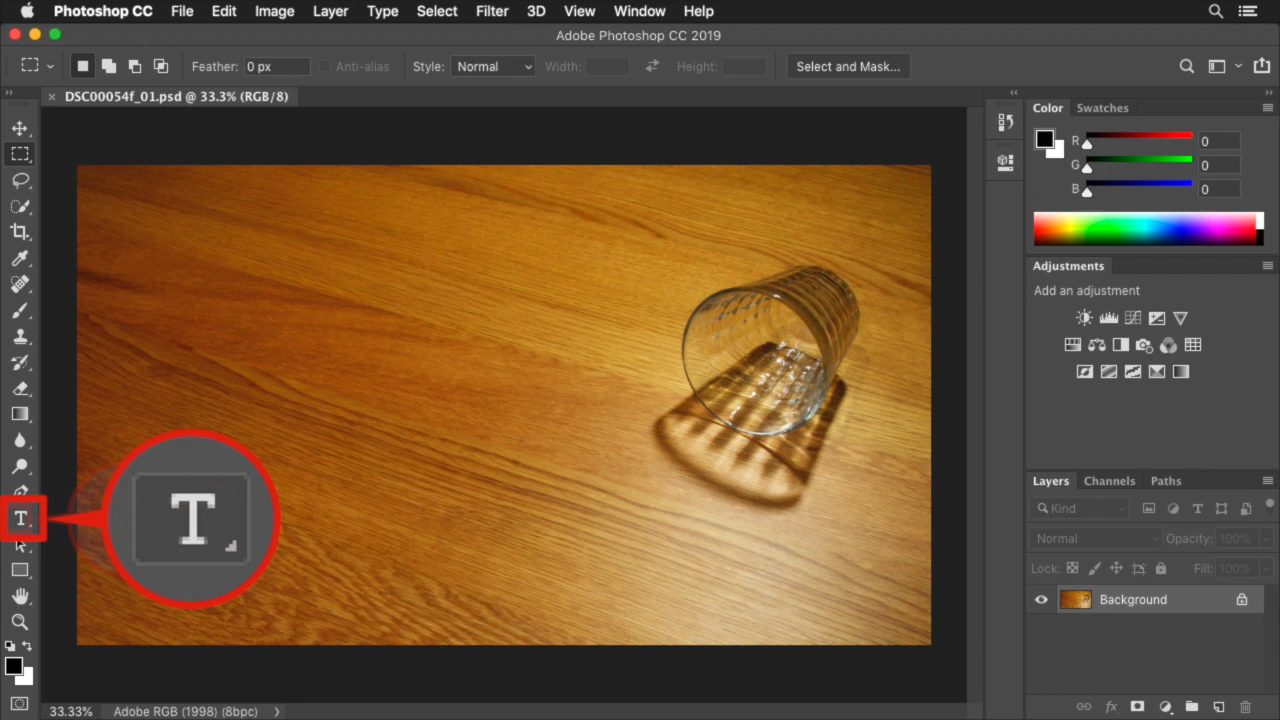 Photoshop CC File Edit Image Layer Type Select Filter 3D View Window Help
Adobe Photoshop CC 2019
Feather: 0 px Anti-alias Style: Normal Width: Height: Select and Mask...
× DSC00054f_01.psd @ 33.3% (RGB/8)
Color Swatches
R 0
G 0
B 0
Adjustments
Add an adjustment
Layers Channels Paths
Kind
Normal Opacity: 100%
Lock: Fill: 100%
Background
T
T
fx
33.33% Adobe RGB (1998) (8bpc)